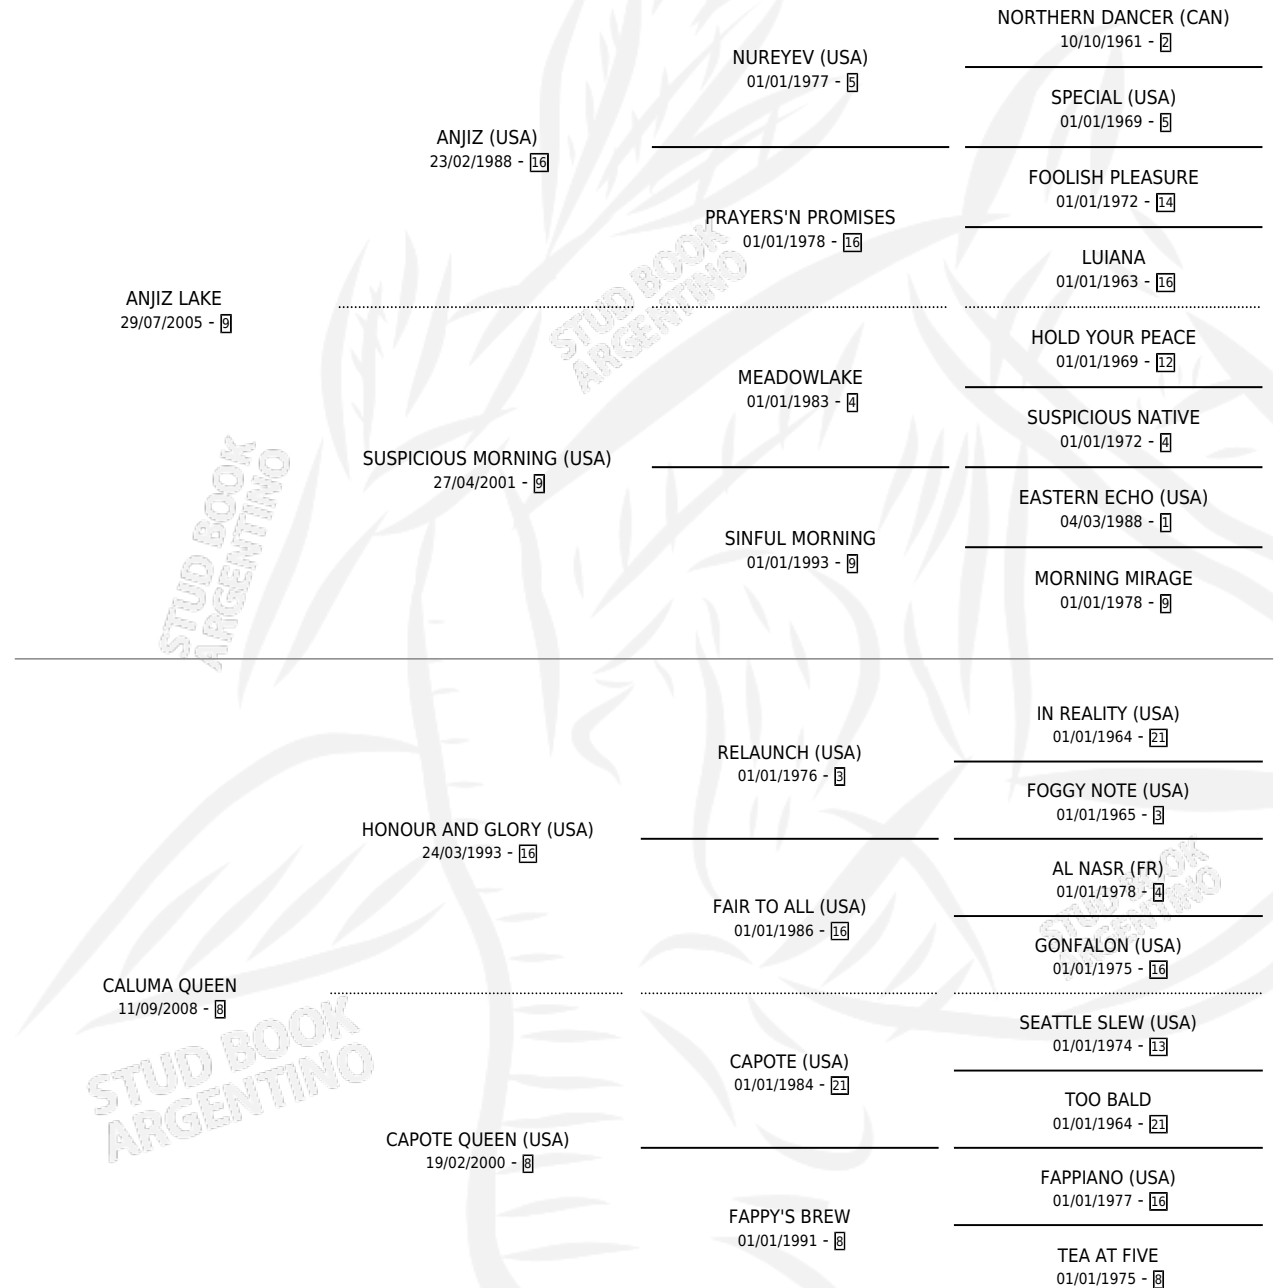 NORTHERN DANCER (CAN)
10/10/1961 - 2
NUREYEV (USA)
01/01/1977 - 5
SPECIAL (USA)
01/01/1969 - 5
ANJIZ (USA)
23/02/1988 - 16
FOOLISH PLEASURE
01/01/1972 - 14
PRAYERS'N PROMISES
01/01/1978 - 16
LUIANA
01/01/1963 - 16
ANJIZ LAKE
29/07/2005 - 9
STUD BOOK
ARGENTINO
HOLD YOUR PEACE
01/01/1969 - 12
MEADOWLAKE
01/01/1983 - 4
SUSPICIOUS NATIVE
01/01/1972 - 4
SUSPICIOUS MORNING (USA)
27/04/2001 - 9
EASTERN ECHO (USA)
04/03/1988 - 1
SINFUL MORNING
01/01/1993 - 9
MORNING MIRAGE
01/01/1978 - 9
STUD BOOK
ARGENTINO
IN REALITY (USA)
01/01/1964 - 21
RELAUNCH (USA)
01/01/1976 - 3
FOGGY NOTE (USA)
01/01/1965 - 3
HONOUR AND GLORY (USA)
24/03/1993 - 16
AL NASR (FR)
01/01/1978 - 4
FAIR TO ALL (USA)
01/01/1986 - 16
STUD BOOK
ARGENTINO
GONFALON (USA)
01/01/1975 - 16
CALUMA QUEEN
11/09/2008 - 8
STUD BOOK
ARGENTINO
SEATTLE SLEW (USA)
01/01/1974 - 13
CAPOTE (USA)
01/01/1984 - 21
TOO BALD
01/01/1964 - 21
CAPOTE QUEEN (USA)
19/02/2000 - 8
FAPPIANO (USA)
01/01/1977 - 16
FAPPY'S BREW
01/01/1991 - 8
TEA AT FIVE
01/01/1975 - 8